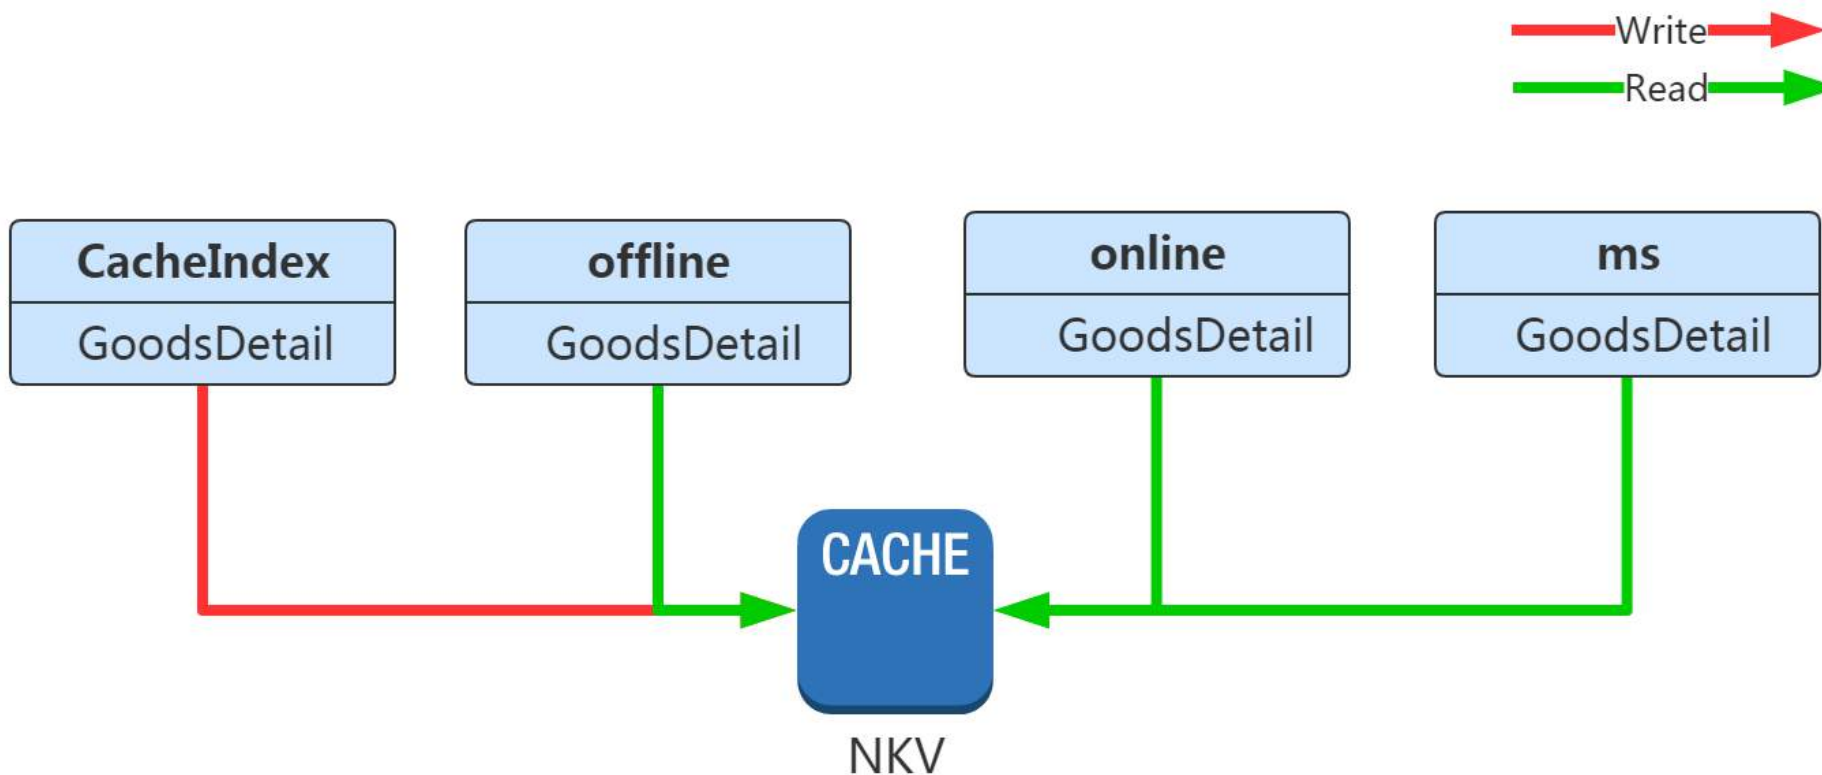 Write
Read
CacheIndex
GoodsDetail
offline
GoodsDetail
online
GoodsDetail
ms
GoodsDetail
CACHE
NKV